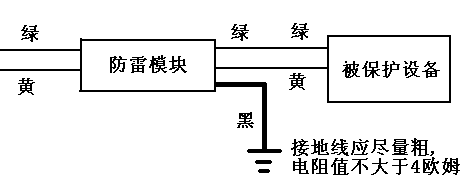 绿
黄
防雷模块
绿 绿
黄
被保护设备
黑
接地线应尽量粗,
电阻值不大于4欧姆